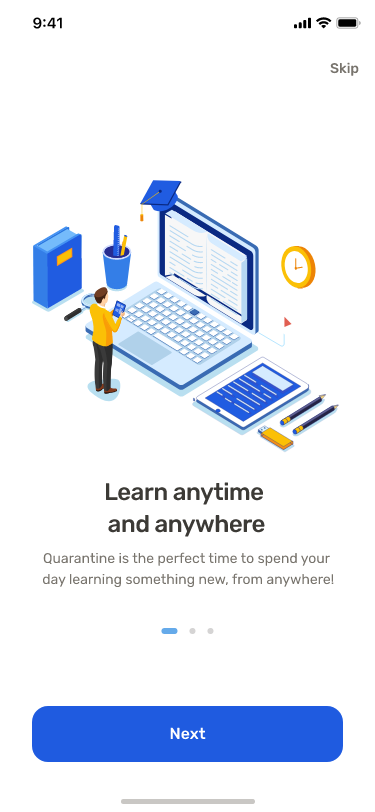 9:41
Skip
Learn anytime
and anywhere
Quarantine is the perfect time to spend your
day learning something new, from anywhere!
Next